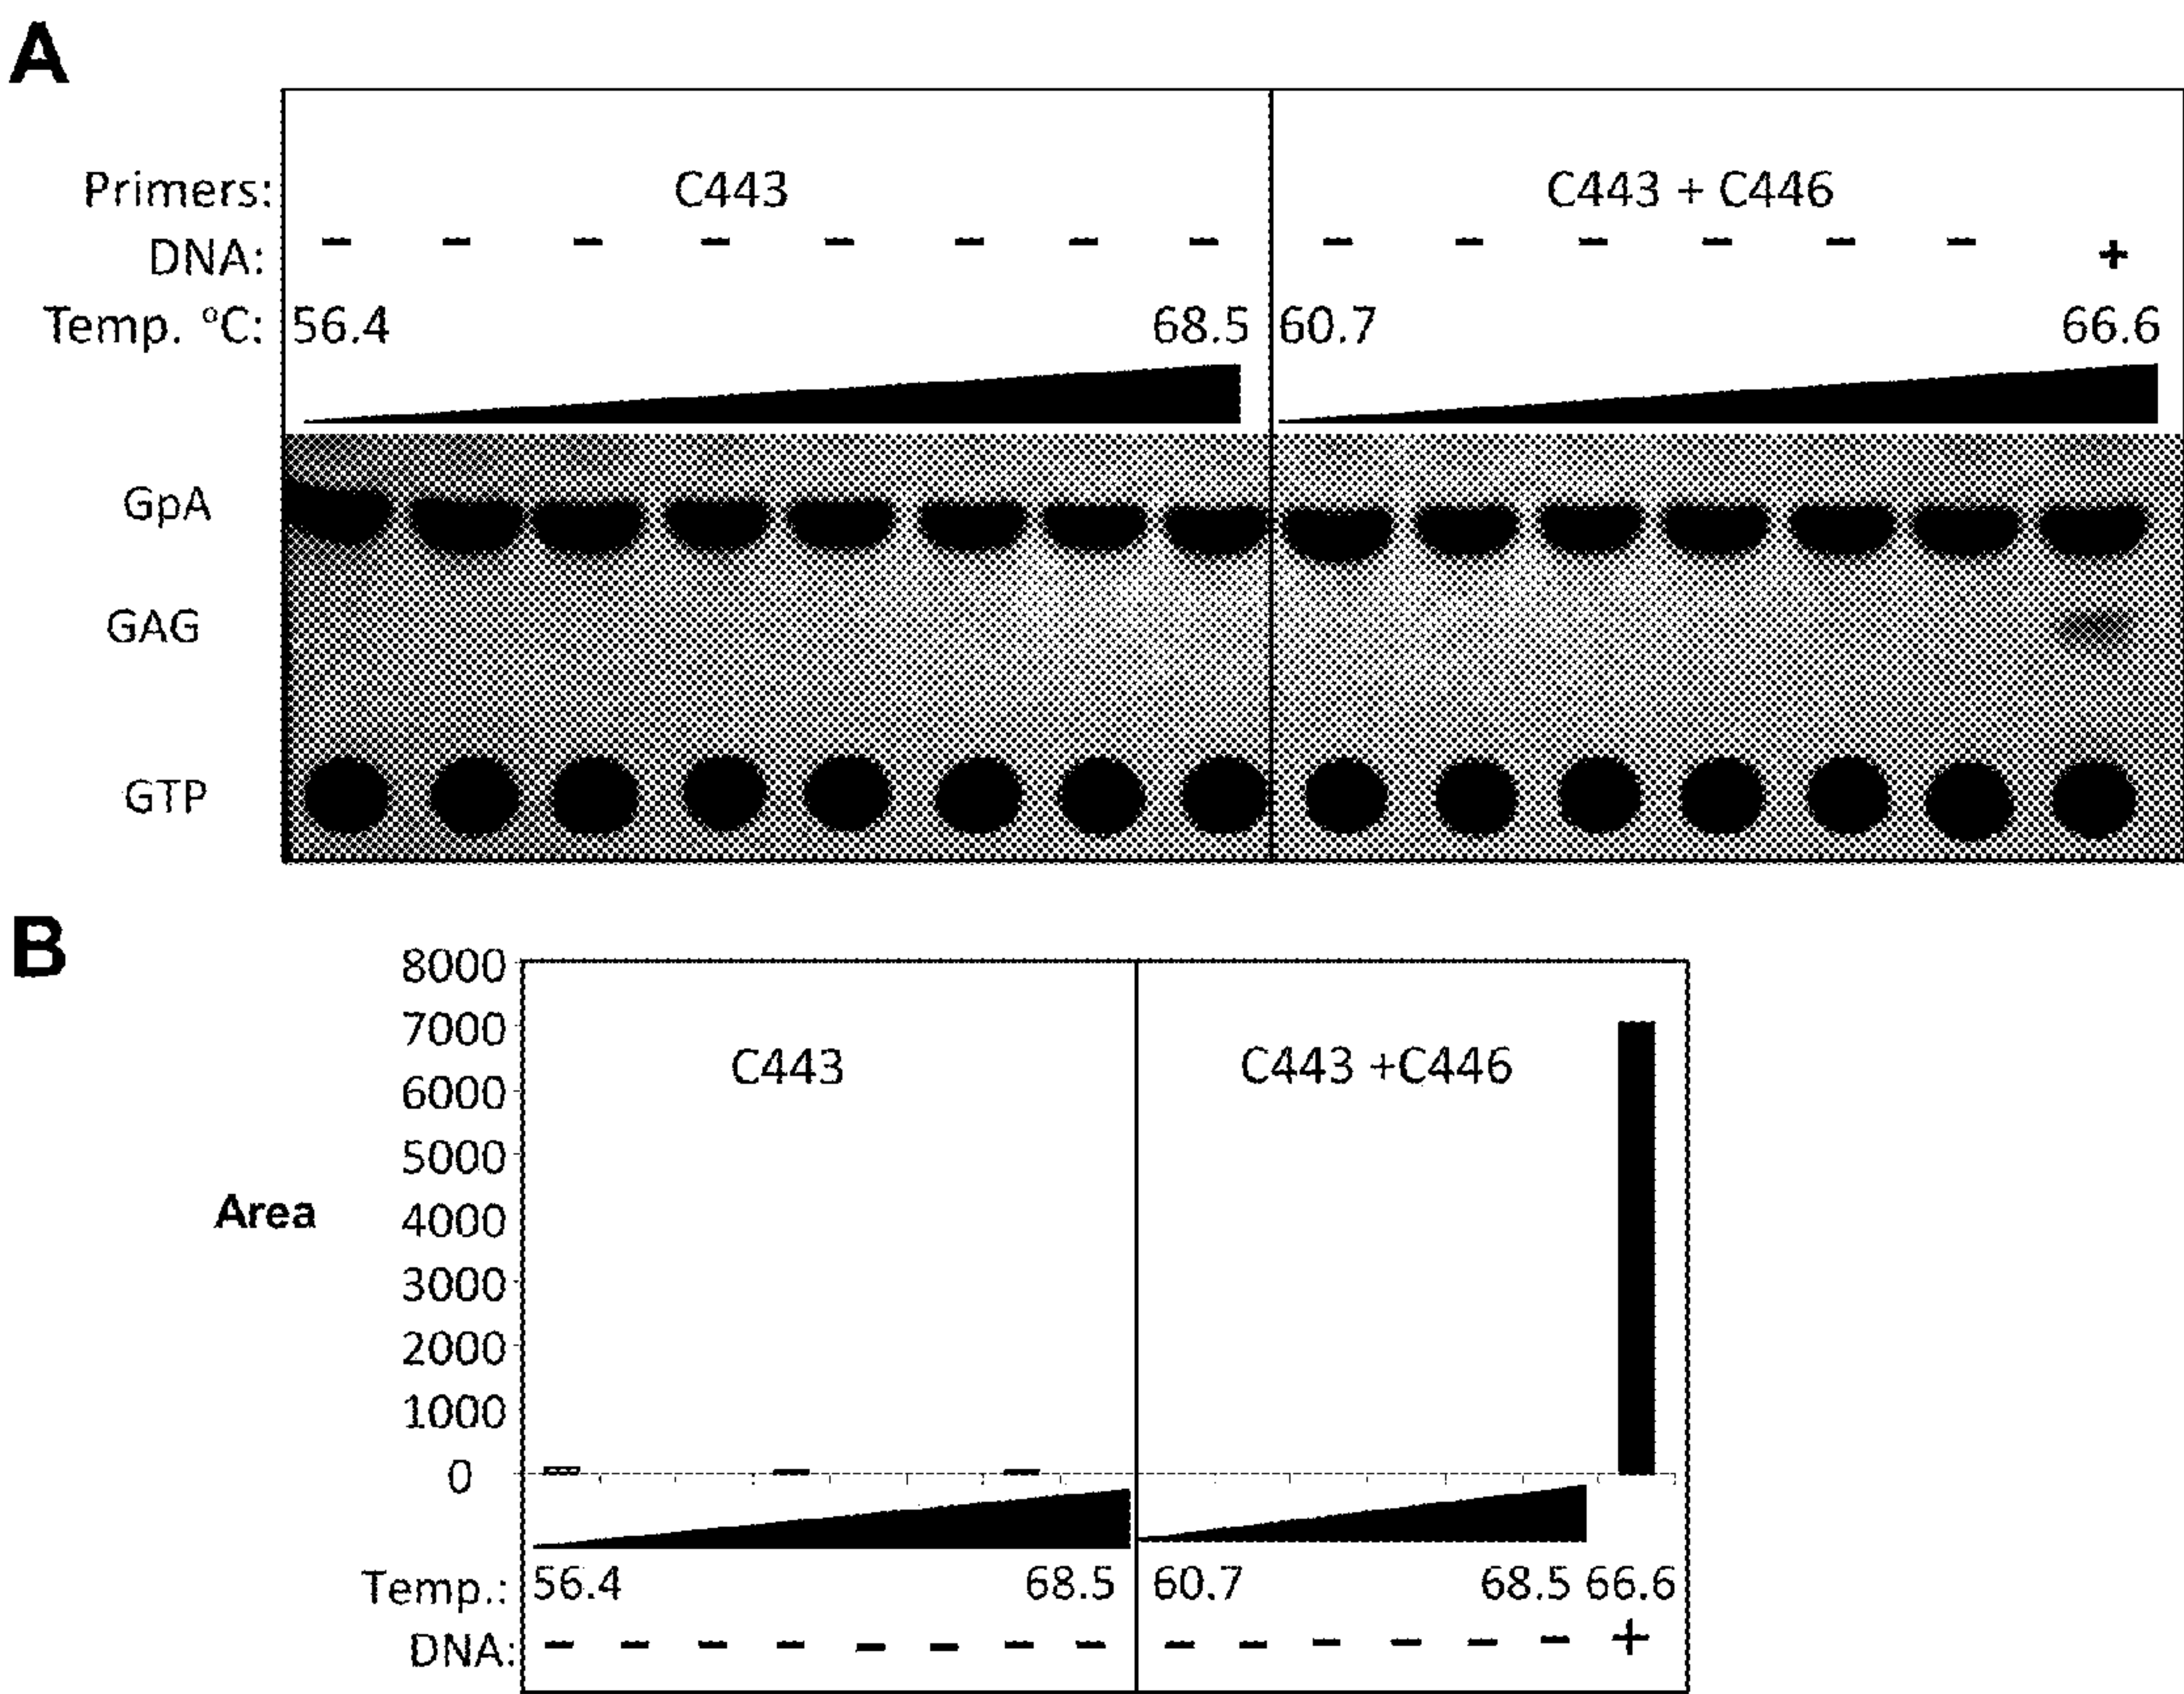 A
Primers: C443 C443 + C446
DNA: - - - - - - - - - - - - - - +
Temp. °C: 56.4 68.5 60.7 66.6
GpA
GAG
GTP
B
8000
7000
C443 C443 +C446
6000
5000
Area
4000
3000
2000
1000
0
Temp.: 56.4 68.5 60.7 68.5 66.6
DNA: - - - - - - - - - - - - - - +